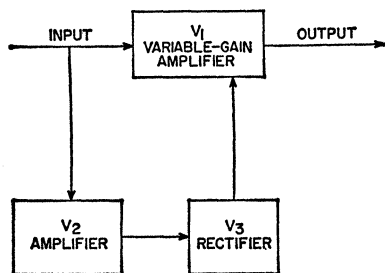 INPUT
V1
VARIABLE-GAIN
AMPLIFIER
OUTPUT
V2
AMPLIFIER
V3
RECTIFIER